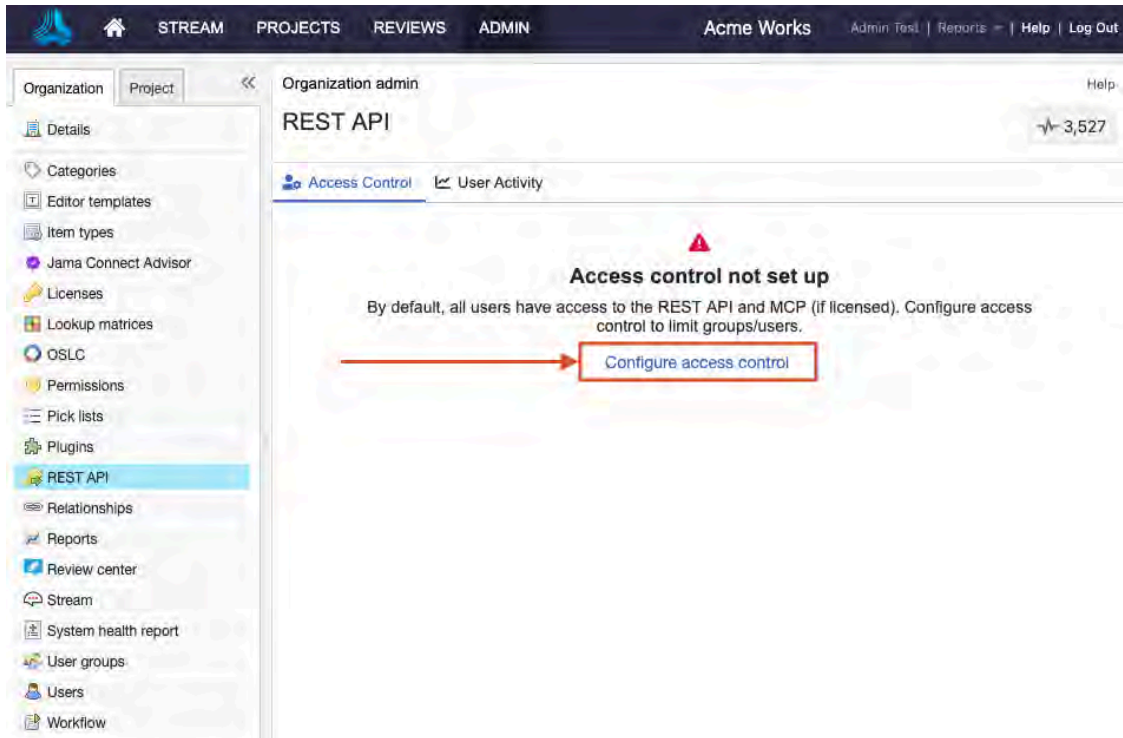 STREAM PROJECTS REVIEWS ADMIN Acme Works Admin Test | Reports | Help | Log Out
Organization Project
Organization admin Help
REST API
3,527
Access Control User Activity
Details
Categories
Editor templates
Item types
Jama Connect Advisor
Licenses
Lookup matrices
OSLC
Permissions
Pick lists
Plugins
REST API
Relationships
Reports
Review center
Stream
System health report
User groups
Users
Workflow
Access control not set up
By default, all users have access to the REST API and MCP (if licensed). Configure access
control to limit groups/users.
Configure access control